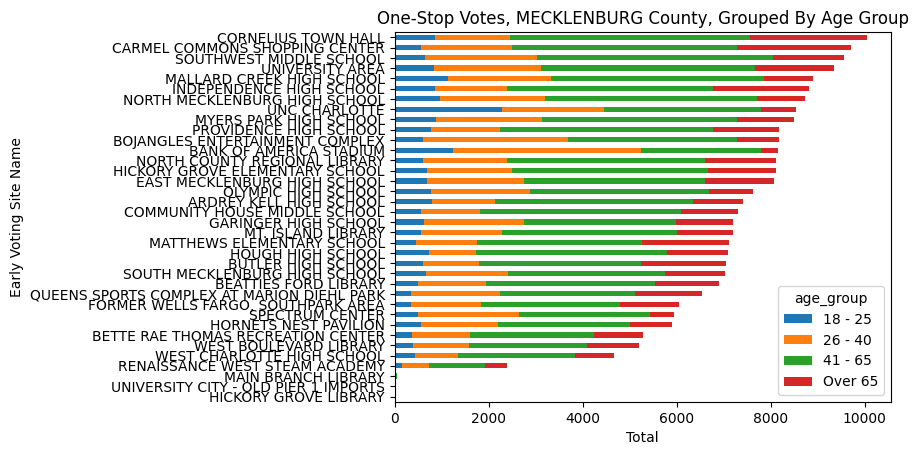 One-Stop Votes, MECKLENBURG County, Grouped By Age Group
CORNELIUS TOWN HALL
CARMEL COMMONS SHOPPING CENTER
SOUTHWEST MIDDLE SCHOOL
UNIVERSITY AREA
MALLARD CREEK HIGH SCHOOL
INDEPENDENCE HIGH SCHOOL
NORTH MECKLENBURG HIGH SCHOOL
UNC CHARLOTTE
MYERS PARK HIGH SCHOOL
PROVIDENCE HIGH SCHOOL
BOJANGLES ENTERTAINMENT COMPLEX
BANK OF AMERICA STADIUM
NORTH COUNTY REGIONAL LIBRARY
HICKORY GROVE ELEMENTARY SCHOOL
EAST MECKLENBURG HIGH SCHOOL
OLYMPIC HIGH SCHOOL
ARDREY KELL HIGH SCHOOL
COMMUNITY HOUSE MIDDLE SCHOOL
GARINGER HIGH SCHOOL
MT. ISLAND LIBRARY
MATTHEWS ELEMENTARY SCHOOL
HOUGH HIGH SCHOOL
BUTLER HIGH SCHOOL
SOUTH MECKLENBURG HIGH SCHOOL
BEATTIES FORD LIBRARY
QUEENS SPORTS COMPLEX AT MARION DIEHL PARK
FORMER WELLS FARGO, SOUTHPARK AREA
SPECTRUM CENTER
HORNETS NEST PAVILION
BETTE RAE THOMAS RECREATION CENTER
WEST BOULEVARD LIBRARY
WEST CHARLOTTE HIGH SCHOOL
RENAISSANCE WEST STEAM ACADEMY
MAIN BRANCH LIBRARY
UNIVERSITY CITY - OLD PIER 1 IMPORTS
HICKORY GROVE LIBRARY
Early Voting Site Name
0 2000 4000 6000 8000 10000
Total
age_group
18 - 25
26 - 40
41 - 65
Over 65